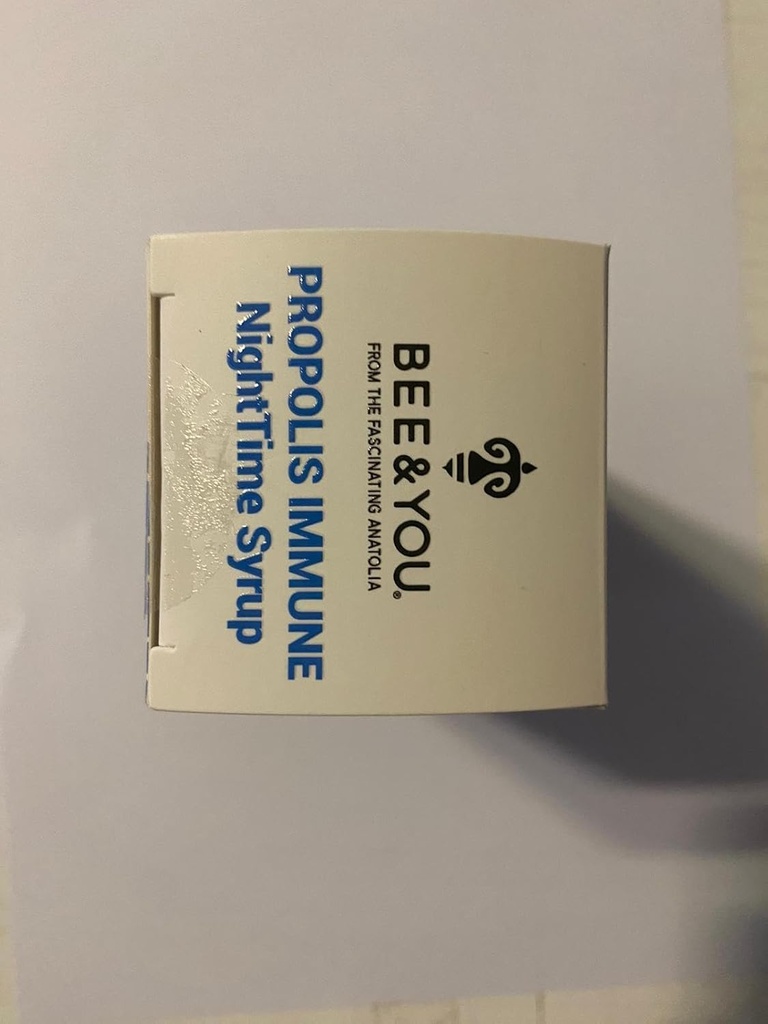 BEE & YOU®
FROM THE FASCINATING ANATOLIA
PROPOLIS IMMUNE
NightTime Syrup